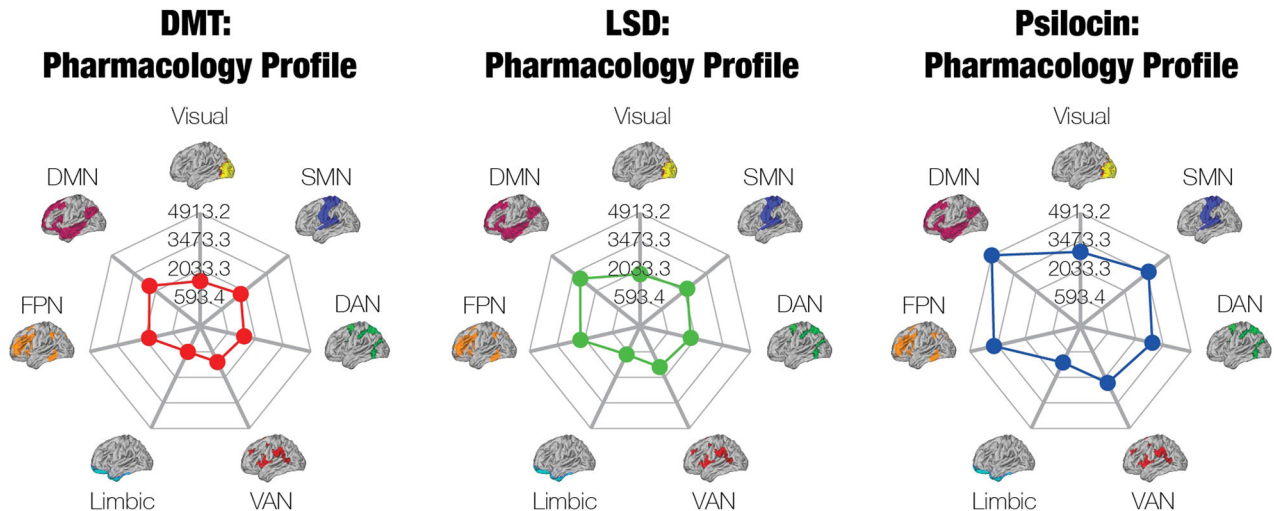 DMT:
Pharmacology Profile
Visual
DMN
SMN
4913.2
3473.3
2033.3
593.4
FPN
DAN
Limbic
VAN
LSD:
Pharmacology Profile
Visual
DMN
SMN
4913.2
3473.3
2033.3
593.4
FPN
DAN
Limbic
VAN
Psilocin:
Pharmacology Profile
Visual
DMN
SMN
4913.2
3473.3
2033.3
593.4
FPN
DAN
Limbic
VAN